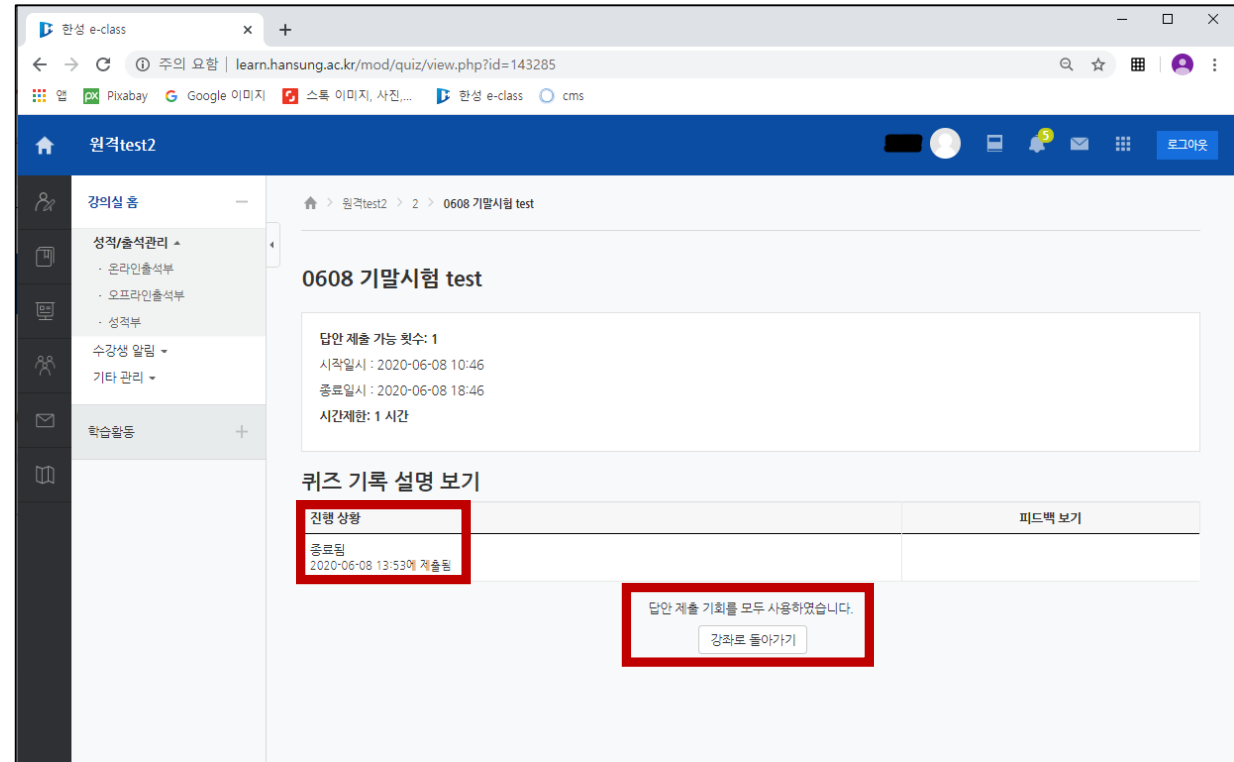 한성 e-class
주의 요함 | learn.hansung.ac.kr/mod/quiz/view.php?id=143285
앱 px Pixabay G Google 이미지 스톡 이미지, 사진,... 한성 e-class cms
원격test2 5 로그아웃
강의실 홈
성적/출석관리
· 온라인출석부
· 오프라인출석부
· 성적부
수강생 알림
기타 관리
학습활동
원격test2 > 2 > 0608 기말시험 test
0608 기말시험 test
답안 제출 가능 횟수: 1
시작일시 : 2020-06-08 10:46
종료일시 : 2020-06-08 18:46
시간제한: 1 시간
퀴즈 기록 설명 보기
진행 상황 피드백 보기
종료됨
2020-06-08 13:53에 제출됨
답안 제출 기회를 모두 사용하였습니다.
강좌로 돌아가기